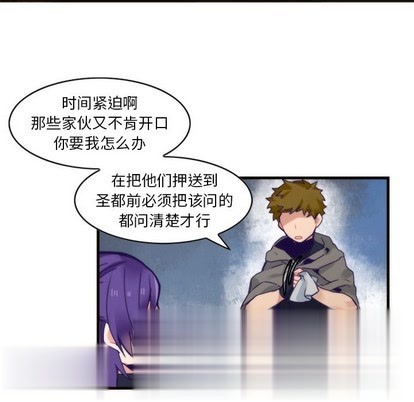 时间紧迫啊
那些家伙又不肯开口
你要我怎么办
在把他们押送到
圣都前必须把该问的
都问清楚才行